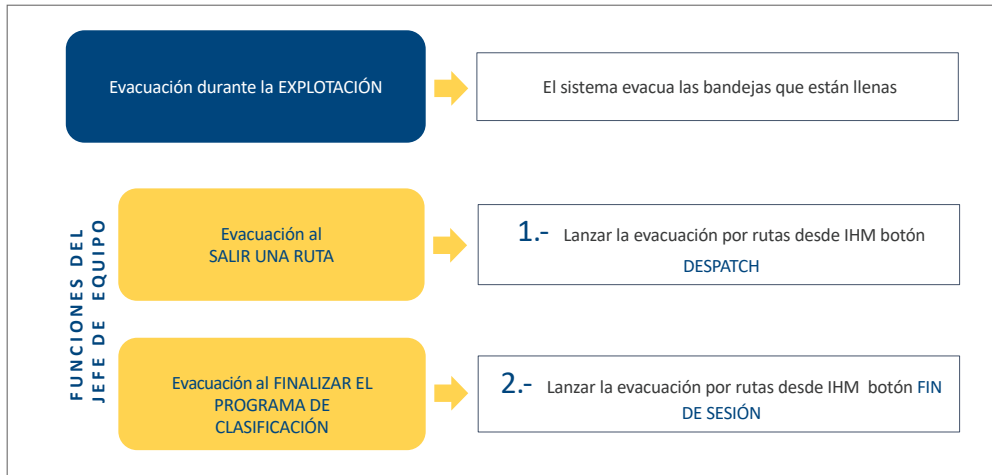 Evacuación durante la EXPLOTACIÓN
El sistema evacua las bandejas que están llenas
FUNCIONES DEL
JEFE DE EQUIPO
Evacuación al
SALIR UNA RUTA
1.- Lanzar la evacuación por rutas desde IHM botón
DESPATCH
Evacuación al FINALIZAR EL
PROGRAMA DE
CLASIFICACIÓN
2.- Lanzar la evacuación por rutas desde IHM botón FIN
DE SESIÓN